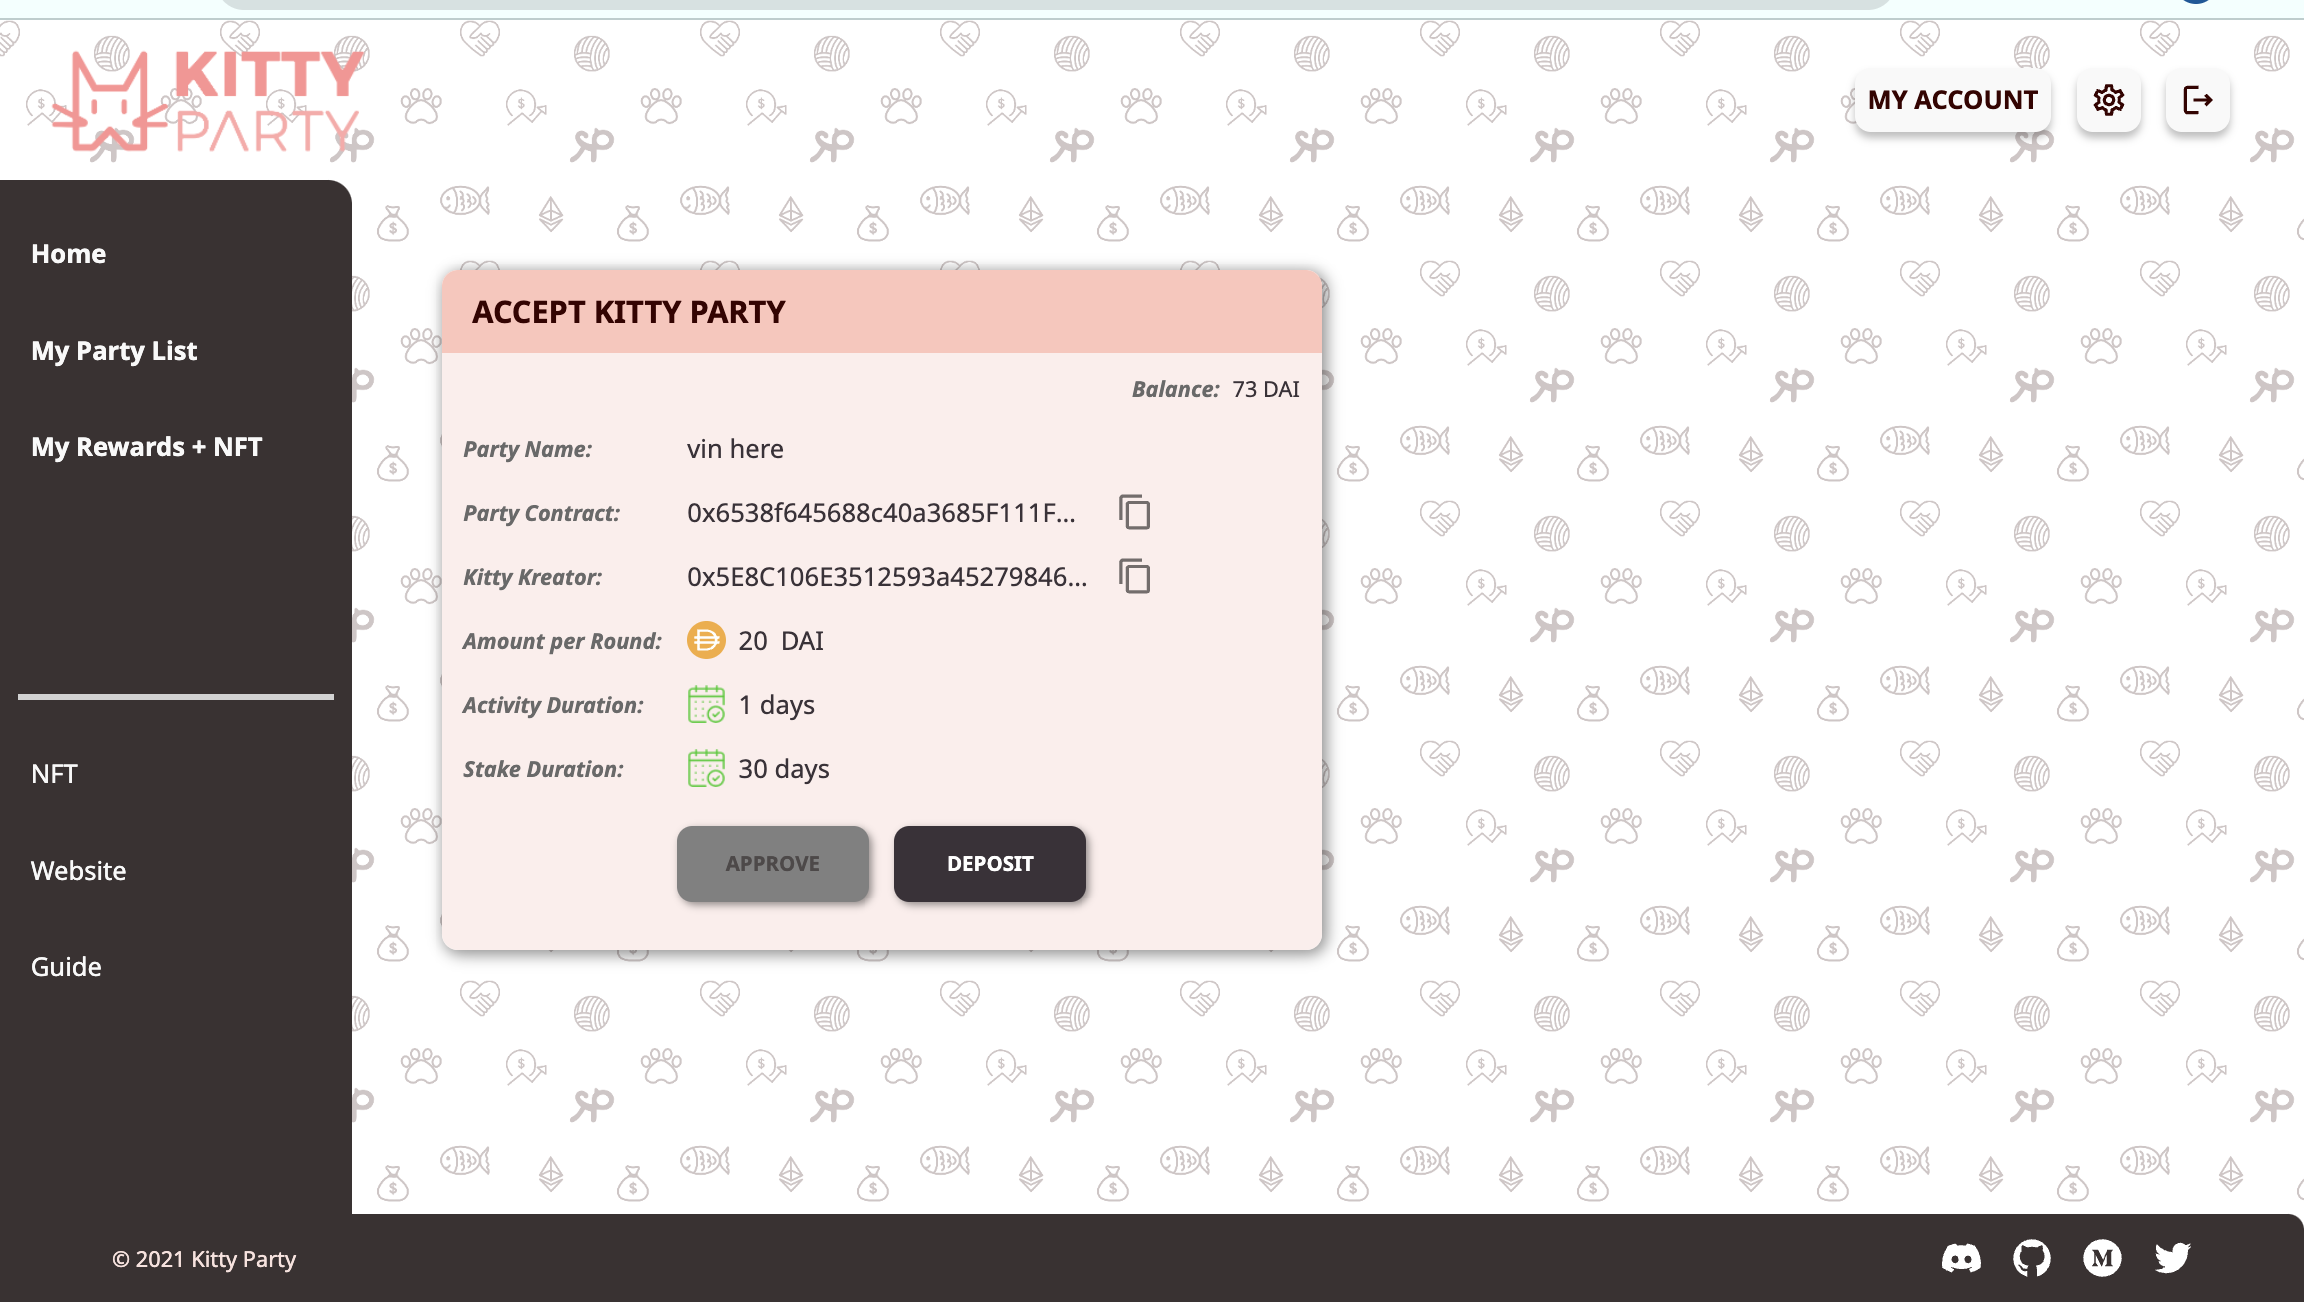 KITTY
PARTY
MY ACCOUNT
Home
My Party List
My Rewards + NFT
NFT
Website
Guide
ACCEPT KITTY PARTY
Balance: 73 DAI
Party Name: vin here
Party Contract: 0x6538f645688c40a3685F111F...
Kitty Kreator: 0x5E8C106E3512593a45279846...
Amount per Round: 20 DAI
Activity Duration: 1 days
Stake Duration: 30 days
APPROVE DEPOSIT
© 2021 Kitty Party